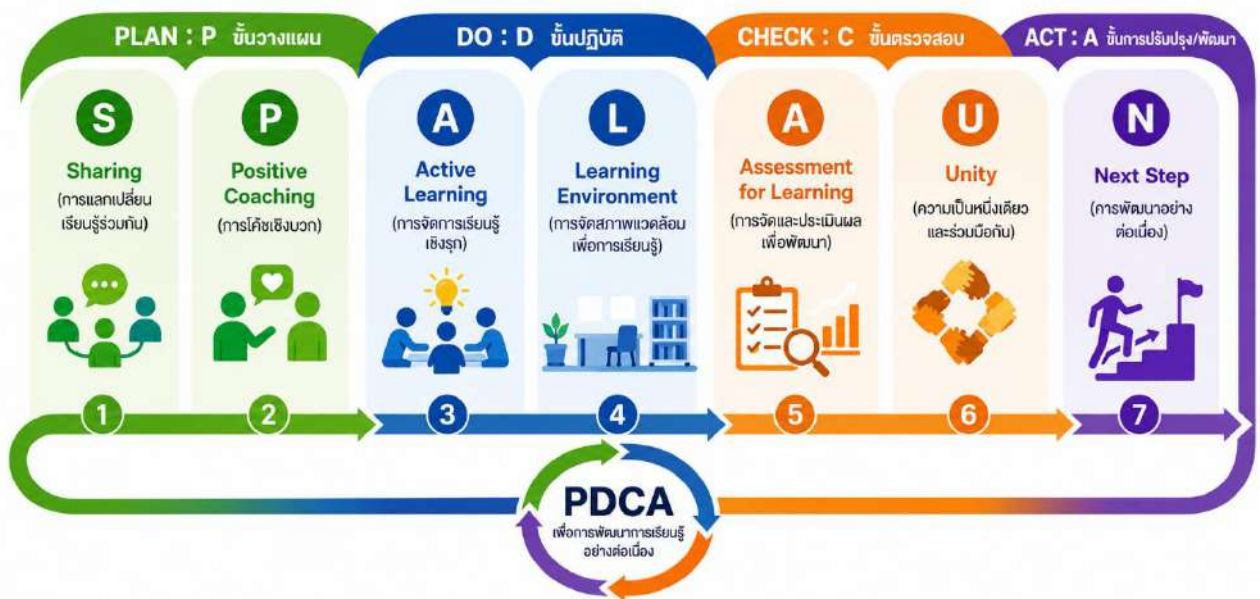 PLAN : P ขั้นวางแผน
DO : D ขั้นปฏิบัติ
CHECK : C ขั้นตรวจสอบ
ACT : A ขั้นการปรับปรุง/พัฒนา
S
Sharing
(การแลกเปลี่ยน
เรียนรู้ร่วมกัน)
P
Positive
Coaching
(การโค้ชเชิงบวก)
A
Active
Learning
(การจัดการเรียนรู้
เชิงรุก)
L
Learning
Environment
(การจัดสภาพแวดล้อม
เพื่อการเรียนรู้)
A
Assessment
for Learning
(การวัดและประเมินผล
เพื่อพัฒนา)
U
Unity
(ความเป็นหนึ่งเดียว
และร่วมมือกัน)
N
Next Step
(การพัฒนาอย่าง
ต่อเนื่อง)
1
2
3
4
5
6
7
PDCA
เพื่อการพัฒนาการเรียนรู้
อย่างต่อเนื่อง